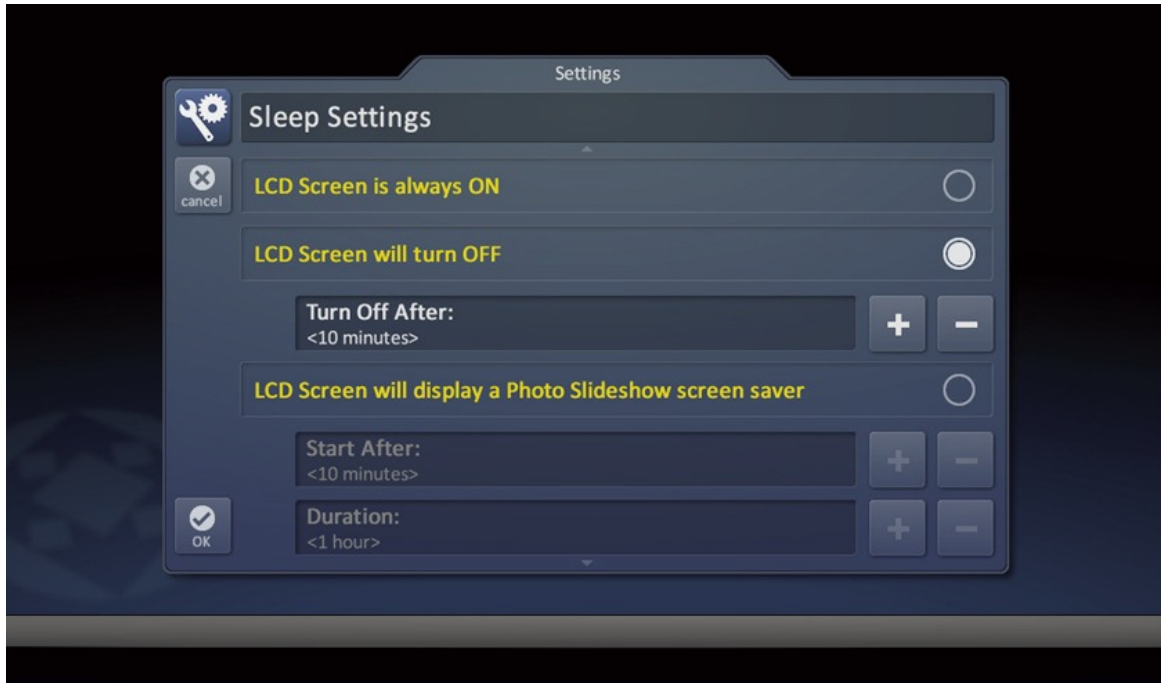 Settings
Sleep Settings
cancel
LCD Screen is always ON
LCD Screen will turn OFF
Turn Off After:
<10 minutes>
LCD Screen will display a Photo Slideshow screen saver
Start After:
<10 minutes>
Duration:
<1 hour>
OK